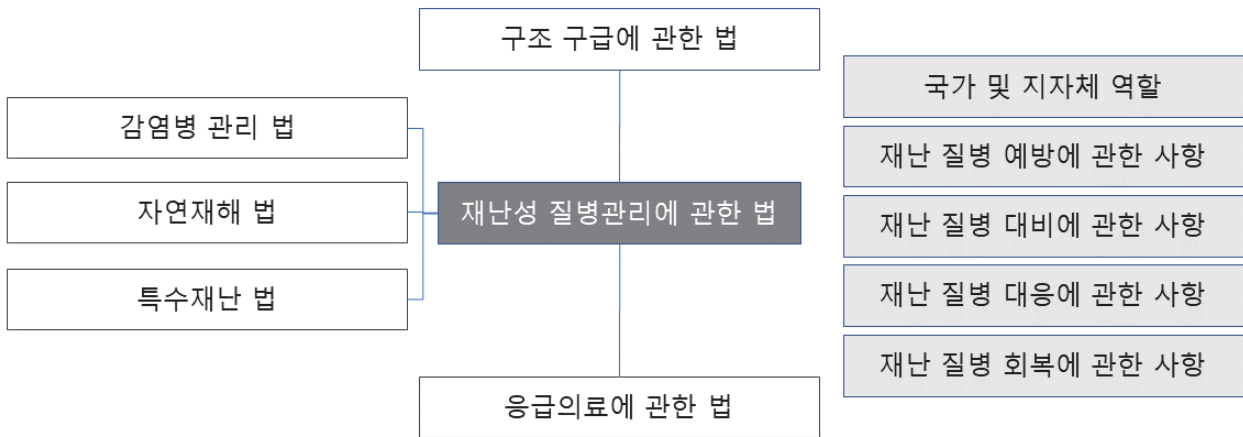 구조 구급에 관한 법
감염병 관리 법
자연재해 법
특수재난 법
재난성 질병관리에 관한 법
응급의료에 관한 법
국가 및 지자체 역할
재난 질병 예방에 관한 사항
재난 질병 대비에 관한 사항
재난 질병 대응에 관한 사항
재난 질병 회복에 관한 사항